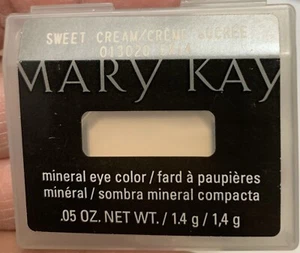 SWEET CREAM/CRÈME SUCRÉE
013020
MARY KAY
mineral eye color / fard à paupières
minéral / sombra mineral compacta
.05 OZ. NET WT. / 1.4 g / 1,4 g